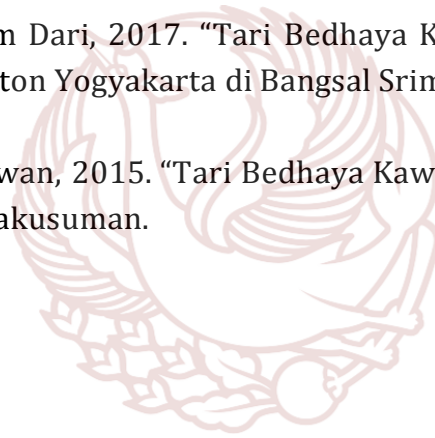 m Dari, 2017. “Tari Bedhaya K
ton Yogyakarta di Bangsal Srim
wan, 2015. “Tari Bedhaya Kaw
akusuman.